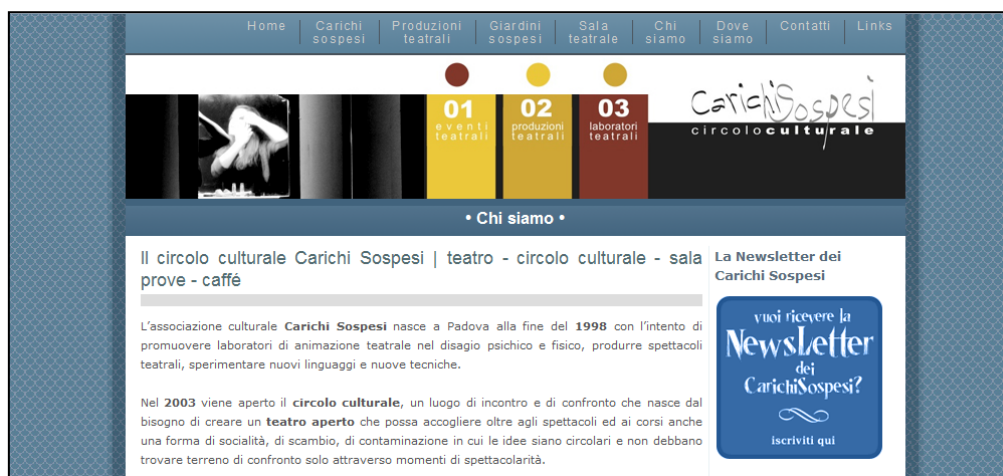 Home
Carichi
sospesi
Produzioni
teatrali
Giardini
sospesi
Sala
teatrale
Chi
siamo
Dove
siamo
Contatti
Links
01
eventi
teatrali
02
produzioni
teatrali
03
laboratori
teatrali
CarichiSospesi
circoloculturale
• Chi siamo •
Il circolo culturale Carichi Sospesi | teatro - circolo culturale - sala
prove - caffé
L'associazione culturale Carichi Sospesi nasce a Padova alla fine del 1998 con l'intento di
promuovere laboratori di animazione teatrale nel disagio psichico e fisico, produrre spettacoli
teatrali, sperimentare nuovi linguaggi e nuove tecniche.
Nel 2003 viene aperto il circolo culturale, un luogo di incontro e di confronto che nasce dal
bisogno di creare un teatro aperto che possa accogliere oltre agli spettacoli ed ai corsi anche
una forma di socialità, di scambio, di contaminazione in cui le idee siano circolari e non debbano
trovare terreno di confronto solo attraverso momenti di spettacolarità.
La Newsletter dei
Carichi Sospesi
vuoi ricevere la
NewsLetter
dei
CarichiSospesi?
iscriviti qui